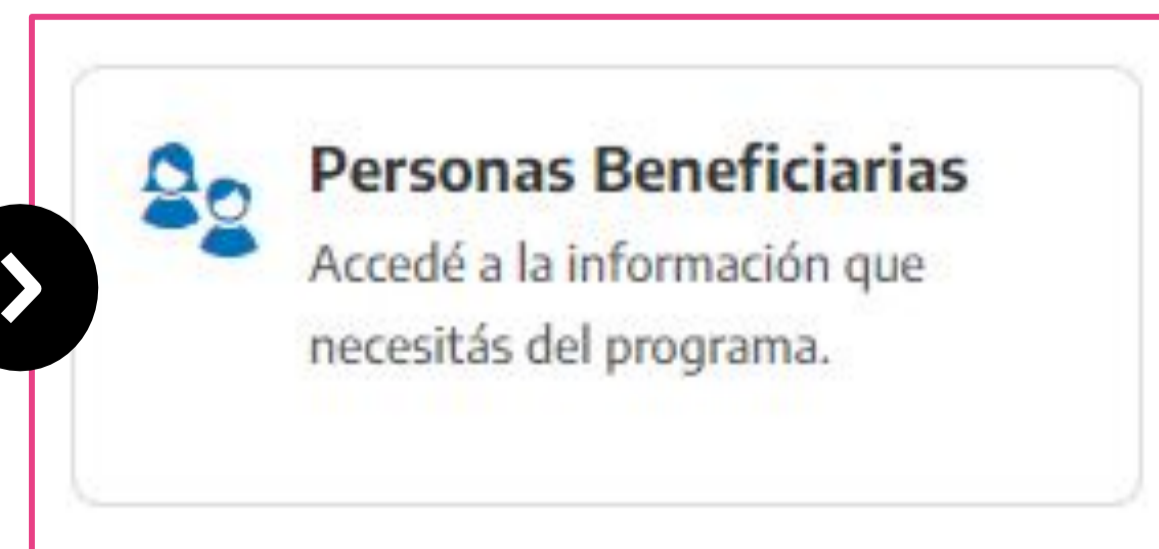 Personas Beneficiarias
Accedé a la información que
necesitás del programa.